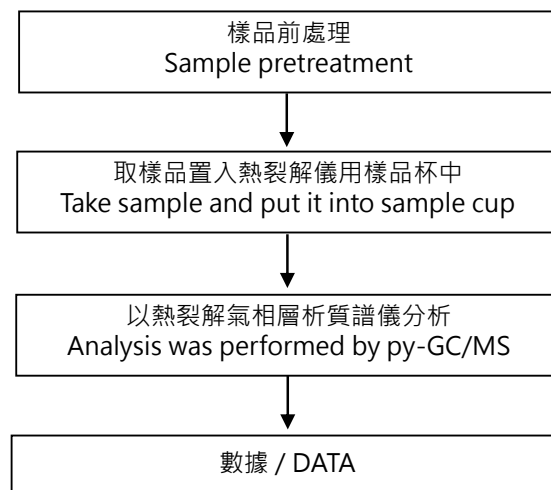 樣品前處理
Sample pretreatment
取樣品置入熱裂解儀用樣品杯中
Take sample and put it into sample cup
以熱裂解氣相層析質譜儀分析
Analysis was performed by py-GC/MS
數據 / DATA